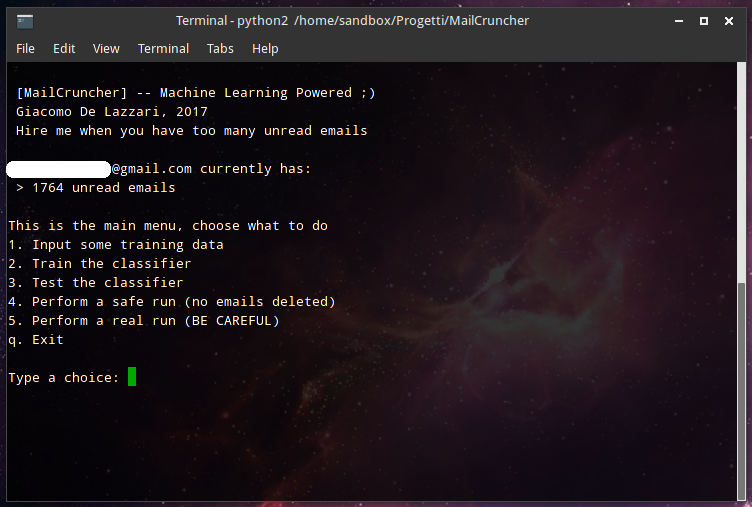 Terminal - python2 /home/sandbox/Progetti/MailCruncher
File Edit View Terminal Tabs Help
[MailCruncher] -- Machine Learning Powered ;)
Giacomo De Lazzari, 2017
Hire me when you have too many unread emails
@gmail.com currently has:
> 1764 unread emails
This is the main menu, choose what to do
1. Input some training data
2. Train the classifier
3. Test the classifier
4. Perform a safe run (no emails deleted)
5. Perform a real run (BE CAREFUL)
q. Exit
Type a choice: